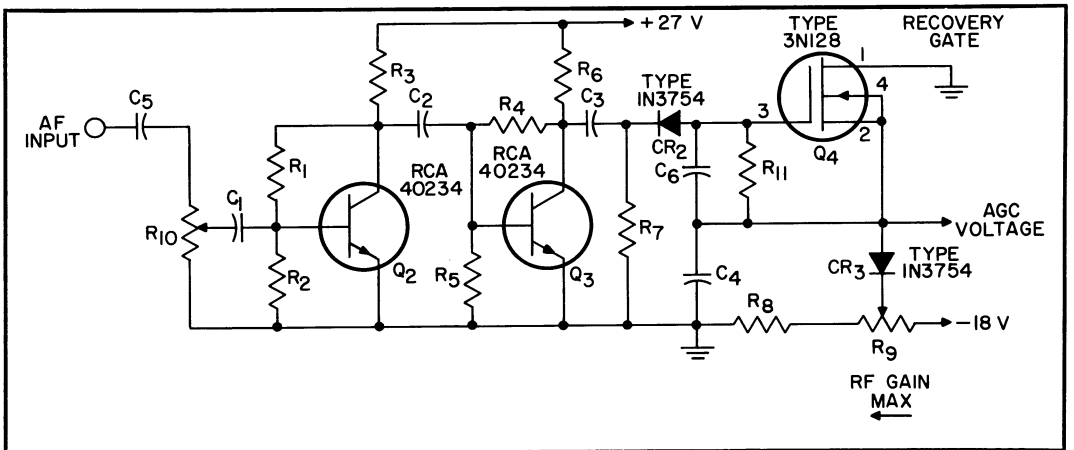 +27 V
TYPE
3N128
RECOVERY
GATE
R3
R6
TYPE
IN3754
1
4
C5
C2
R4
C3
3
2
AF
INPUT
CR2
Q4
R1
RCA
40234
RCA
40234
C6
R11
C1
R10
R7
AGC
VOLTAGE
R2
Q2
R5
Q3
C4
CR3
TYPE
IN3754
R8
-18 V
R9
RF GAIN
MAX